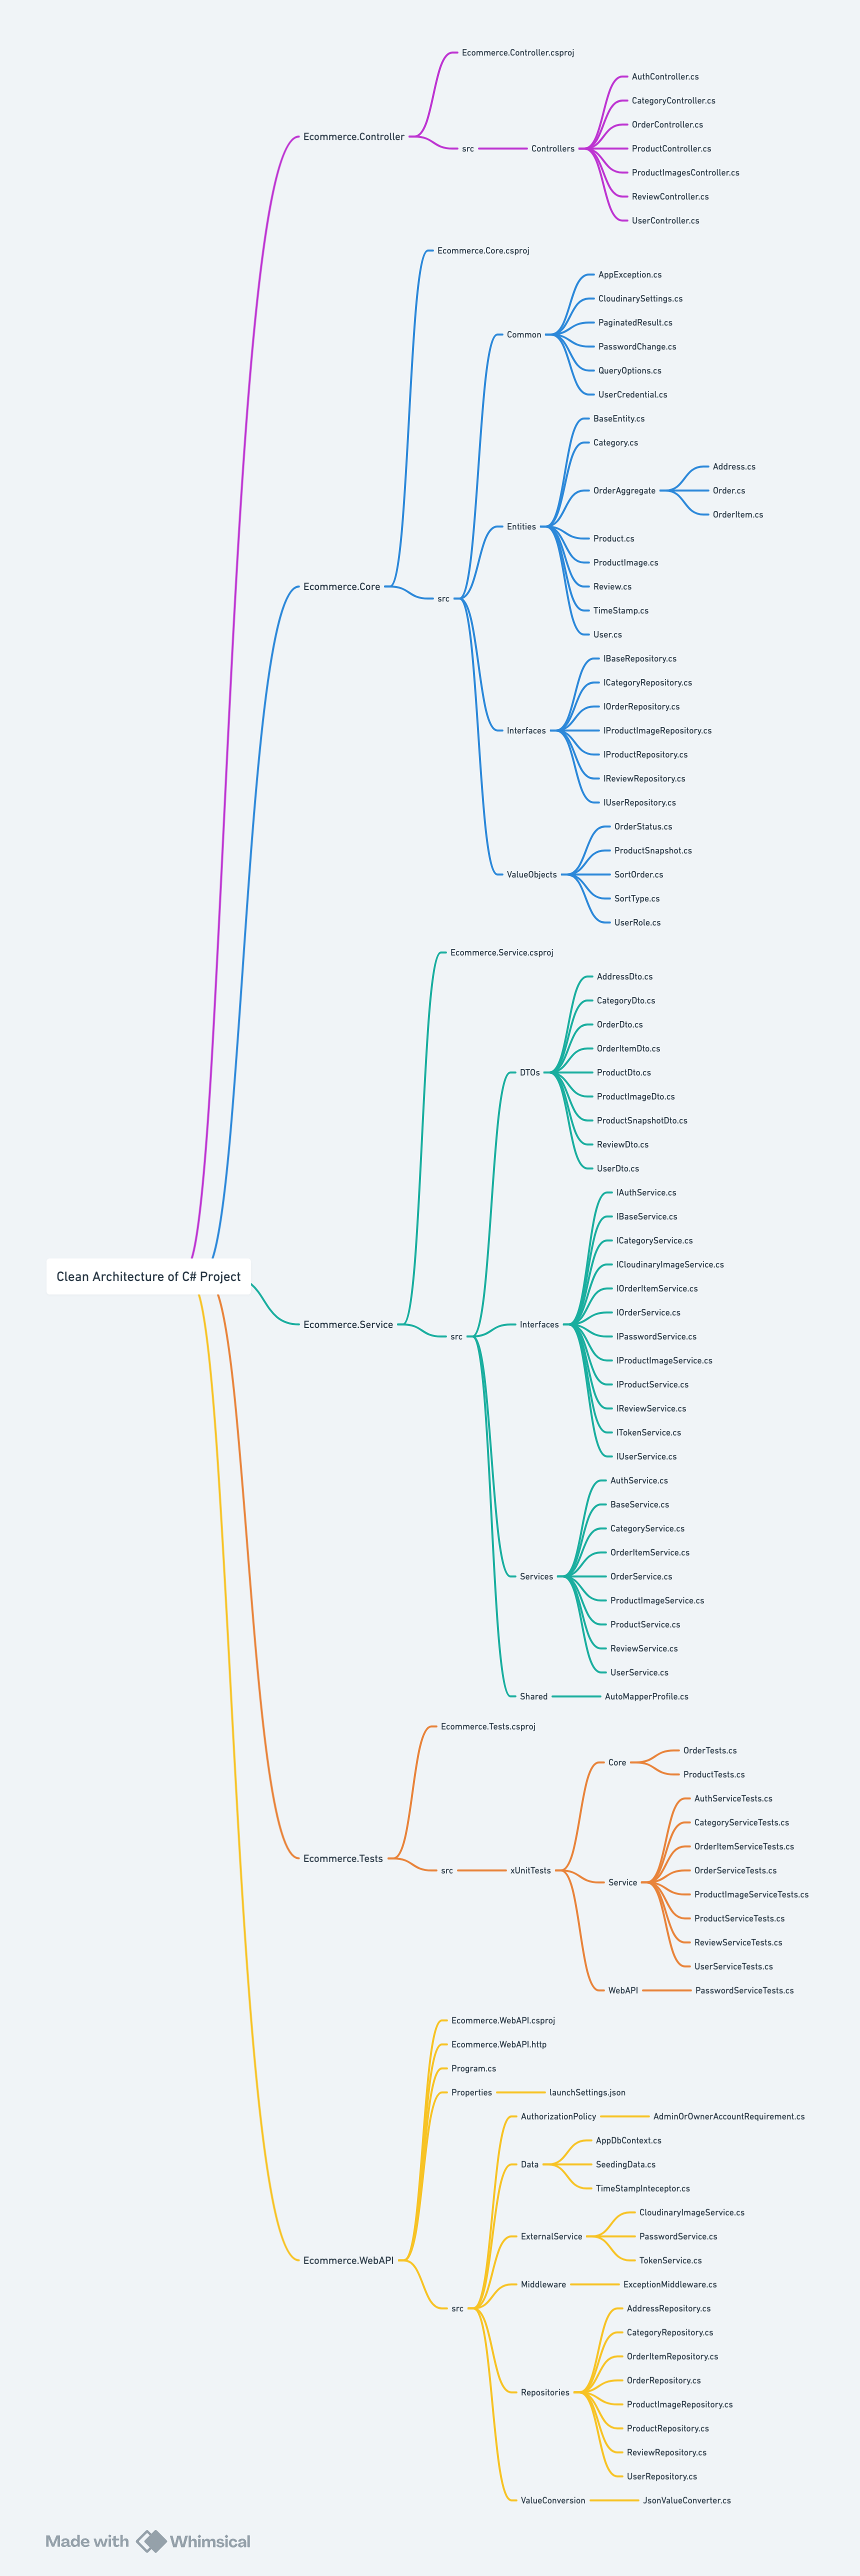 Ecommerce.Controller.csproj
AuthController.cs
CategoryController.cs
OrderController.cs
Ecommerce.Controller
src
Controllers
ProductController.cs
ProductImagesController.cs
ReviewController.cs
UserController.cs
Ecommerce.Core.csproj
AppException.cs
CloudinarySettings.cs
PaginatedResult.cs
Common
PasswordChange.cs
QueryOptions.cs
UserCredential.cs
BaseEntity.cs
Category.cs
Address.cs
OrderAggregate
Order.cs
OrderItem.cs
Entities
Product.cs
ProductImage.cs
Ecommerce.Core
Review.cs
src
TimeStamp.cs
User.cs
IBaseRepository.cs
ICategoryRepository.cs
IOrderRepository.cs
Interfaces
IProductImageRepository.cs
IProductRepository.cs
IReviewRepository.cs
IUserRepository.cs
OrderStatus.cs
ProductSnapshot.cs
ValueObjects
SortOrder.cs
SortType.cs
UserRole.cs
Ecommerce.Service.csproj
AddressDto.cs
CategoryDto.cs
OrderDto.cs
OrderItemDto.cs
DTOs
ProductDto.cs
ProductImageDto.cs
ProductSnapshotDto.cs
ReviewDto.cs
UserDto.cs
IAuthService.cs
IBaseService.cs
ICategoryService.cs
ICloudinaryImageService.cs
Clean Architecture of C# Project
IOrderItemService.cs
IOrderService.cs
Ecommerce.Service
Interfaces
src
IPasswordService.cs
IProductImageService.cs
IProductService.cs
IReviewService.cs
ITokenService.cs
IUserService.cs
AuthService.cs
BaseService.cs
CategoryService.cs
OrderItemService.cs
Services
OrderService.cs
ProductImageService.cs
ProductService.cs
ReviewService.cs
UserService.cs
Shared
AutoMapperProfile.cs
Ecommerce.Tests.csproj
OrderTests.cs
Core
ProductTests.cs
AuthServiceTests.cs
CategoryServiceTests.cs
OrderItemServiceTests.cs
Ecommerce.Tests
src
xUnitTests
OrderServiceTests.cs
Service
ProductImageServiceTests.cs
ProductServiceTests.cs
ReviewServiceTests.cs
UserServiceTests.cs
WebAPI
PasswordServiceTests.cs
Ecommerce.WebAPI.csproj
Ecommerce.WebAPI.http
Program.cs
Properties
launchSettings.json
AuthorizationPolicy
AdminOrOwnerAccountRequirement.cs
AppDbContext.cs
Data
SeedingData.cs
TimeStampInteceptor.cs
CloudinaryImageService.cs
ExternalService
PasswordService.cs
TokenService.cs
Ecommerce.WebAPI
Middleware
ExceptionMiddleware.cs
src
AddressRepository.cs
CategoryRepository.cs
OrderItemRepository.cs
OrderRepository.cs
Repositories
ProductImageRepository.cs
ProductRepository.cs
ReviewRepository.cs
UserRepository.cs
ValueConversion
JsonValueConverter.cs
Made with Whimsical